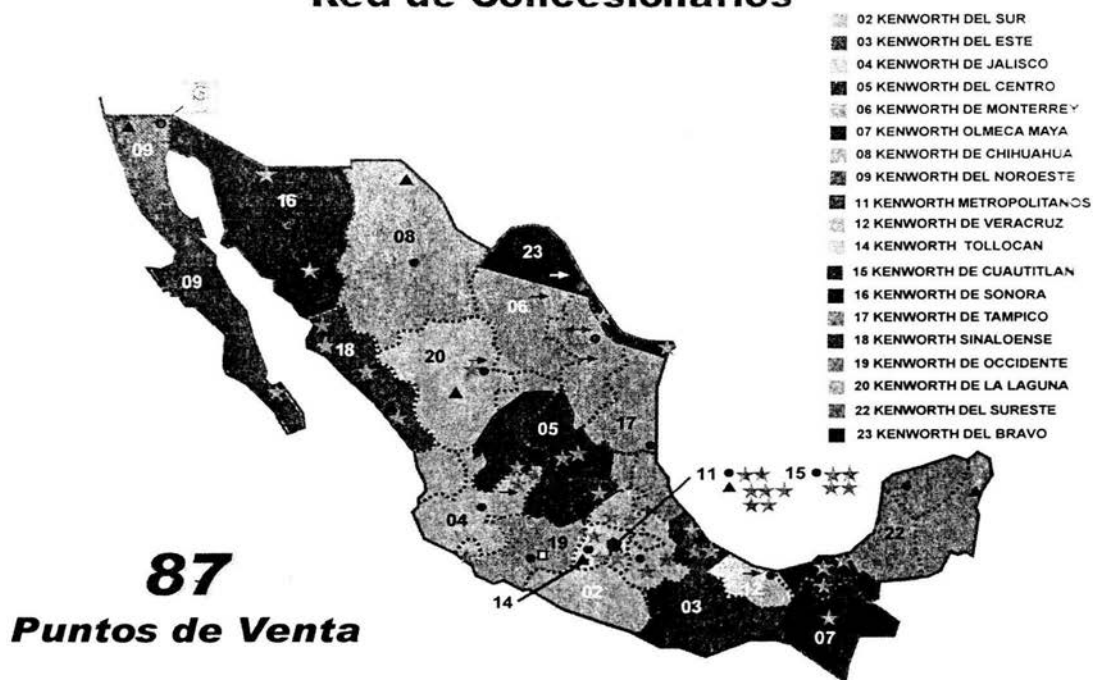 Red de Concesionarios
02 KENWORTH DEL SUR
03 KENWORTH DEL ESTE
04 KENWORTH DE JALISCO
05 KENWORTH DEL CENTRO
06 KENWORTH DE MONTERREY
07 KENWORTH OLMECA MAYA
08 KENWORTH DE CHIHUAHUA
09 KENWORTH DEL NOROESTE
11 KENWORTH METROPOLITANOS
12 KENWORTH DE VERACRUZ
14 KENWORTH TOLLOCAN
15 KENWORTH DE CUAUTITLAN
16 KENWORTH DE SONORA
17 KENWORTH DE TAMPICO
18 KENWORTH SINALOENSE
19 KENWORTH DE OCCIDENTE
20 KENWORTH DE LA LAGUNA
22 KENWORTH DEL SURESTE
23 KENWORTH DEL BRAVO
09
16
08
23
09
06
18
20
05
17
11
15
04
19
22
14
02
03
12
07
87
Puntos de Venta